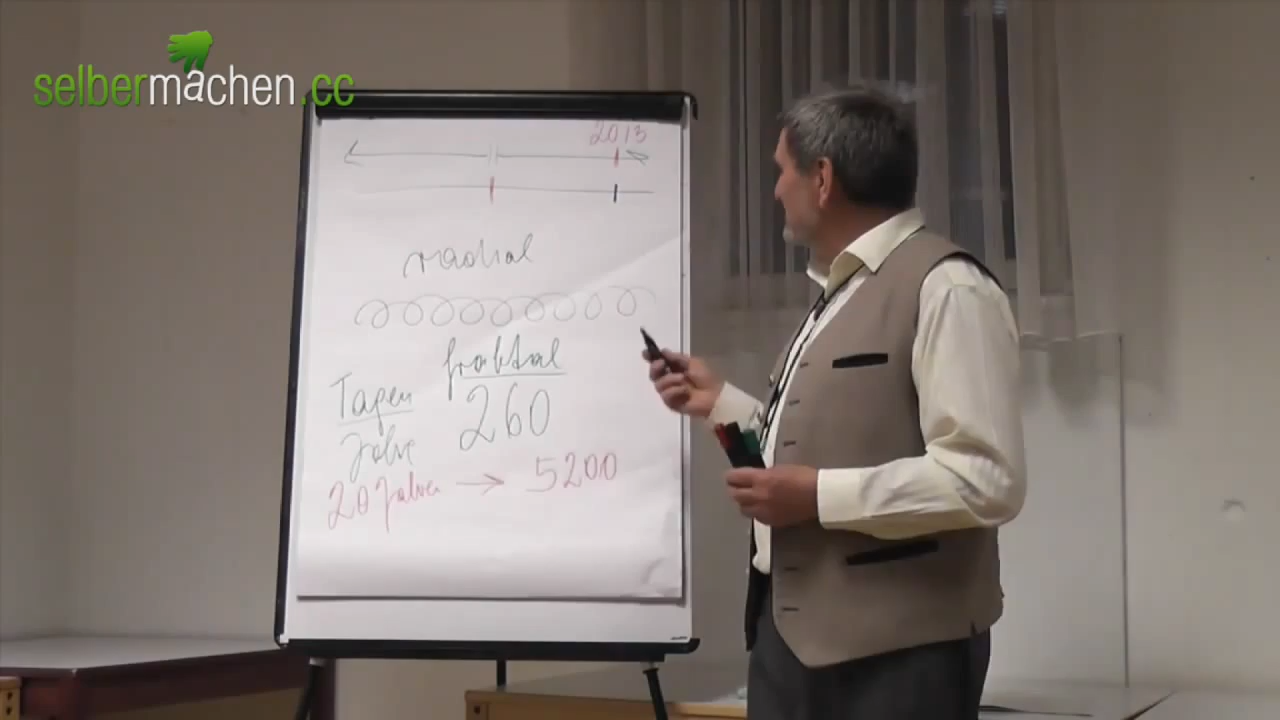 selbermachen.cc
2013
radial
fraktal
Tagen 260
Jahre
20 Jahre → 5200